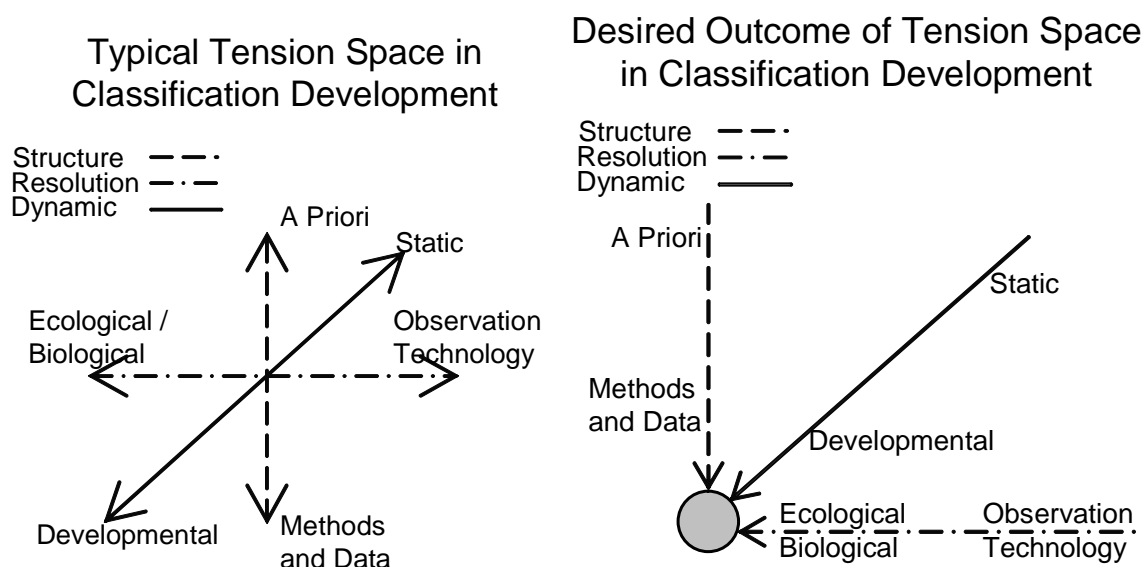 Typical Tension Space in
Classification Development
Structure
Resolution
Dynamic
A Priori
Static
Ecological /
Biological
Observation
Technology
Developmental
Methods
and Data
Desired Outcome of Tension Space
in Classification Development
Structure
Resolution
Dynamic
A Priori
Static
Methods
and Data
Developmental
Ecological
Biological
Observation
Technology